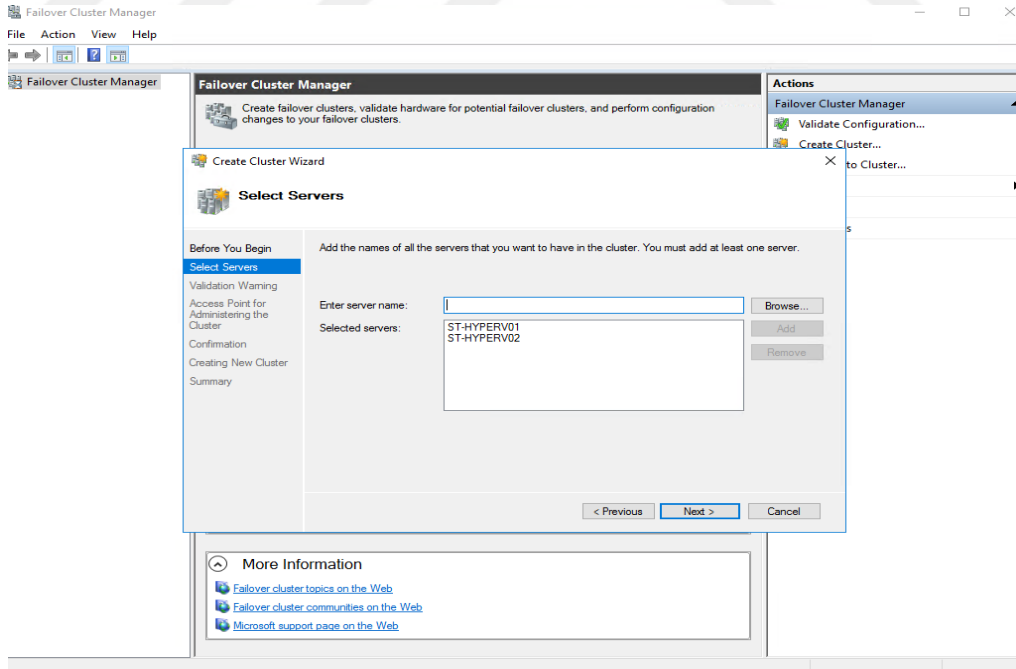 Failover Cluster Manager
File Action View Help
Failover Cluster Manager
Failover Cluster Manager
Create failover clusters, validate hardware for potential failover clusters, and perform configuration
changes to your failover clusters.
Actions
Failover Cluster Manager
Validate Configuration...
Create Cluster...
to Cluster...
s
Create Cluster Wizard
Select Servers
Before You Begin
Select Servers
Validation Warning
Access Point for
Administering the
Cluster
Confirmation
Creating New Cluster
Summary
Add the names of all the servers that you want to have in the cluster. You must add at least one server.
Enter server name:
Browse...
Selected servers:
ST-HYPERV01
ST-HYPERV02
Add
Remove
< Previous
Next >
Cancel
More Information
Failover cluster topics on the Web
Failover cluster communities on the Web
Microsoft support page on the Web